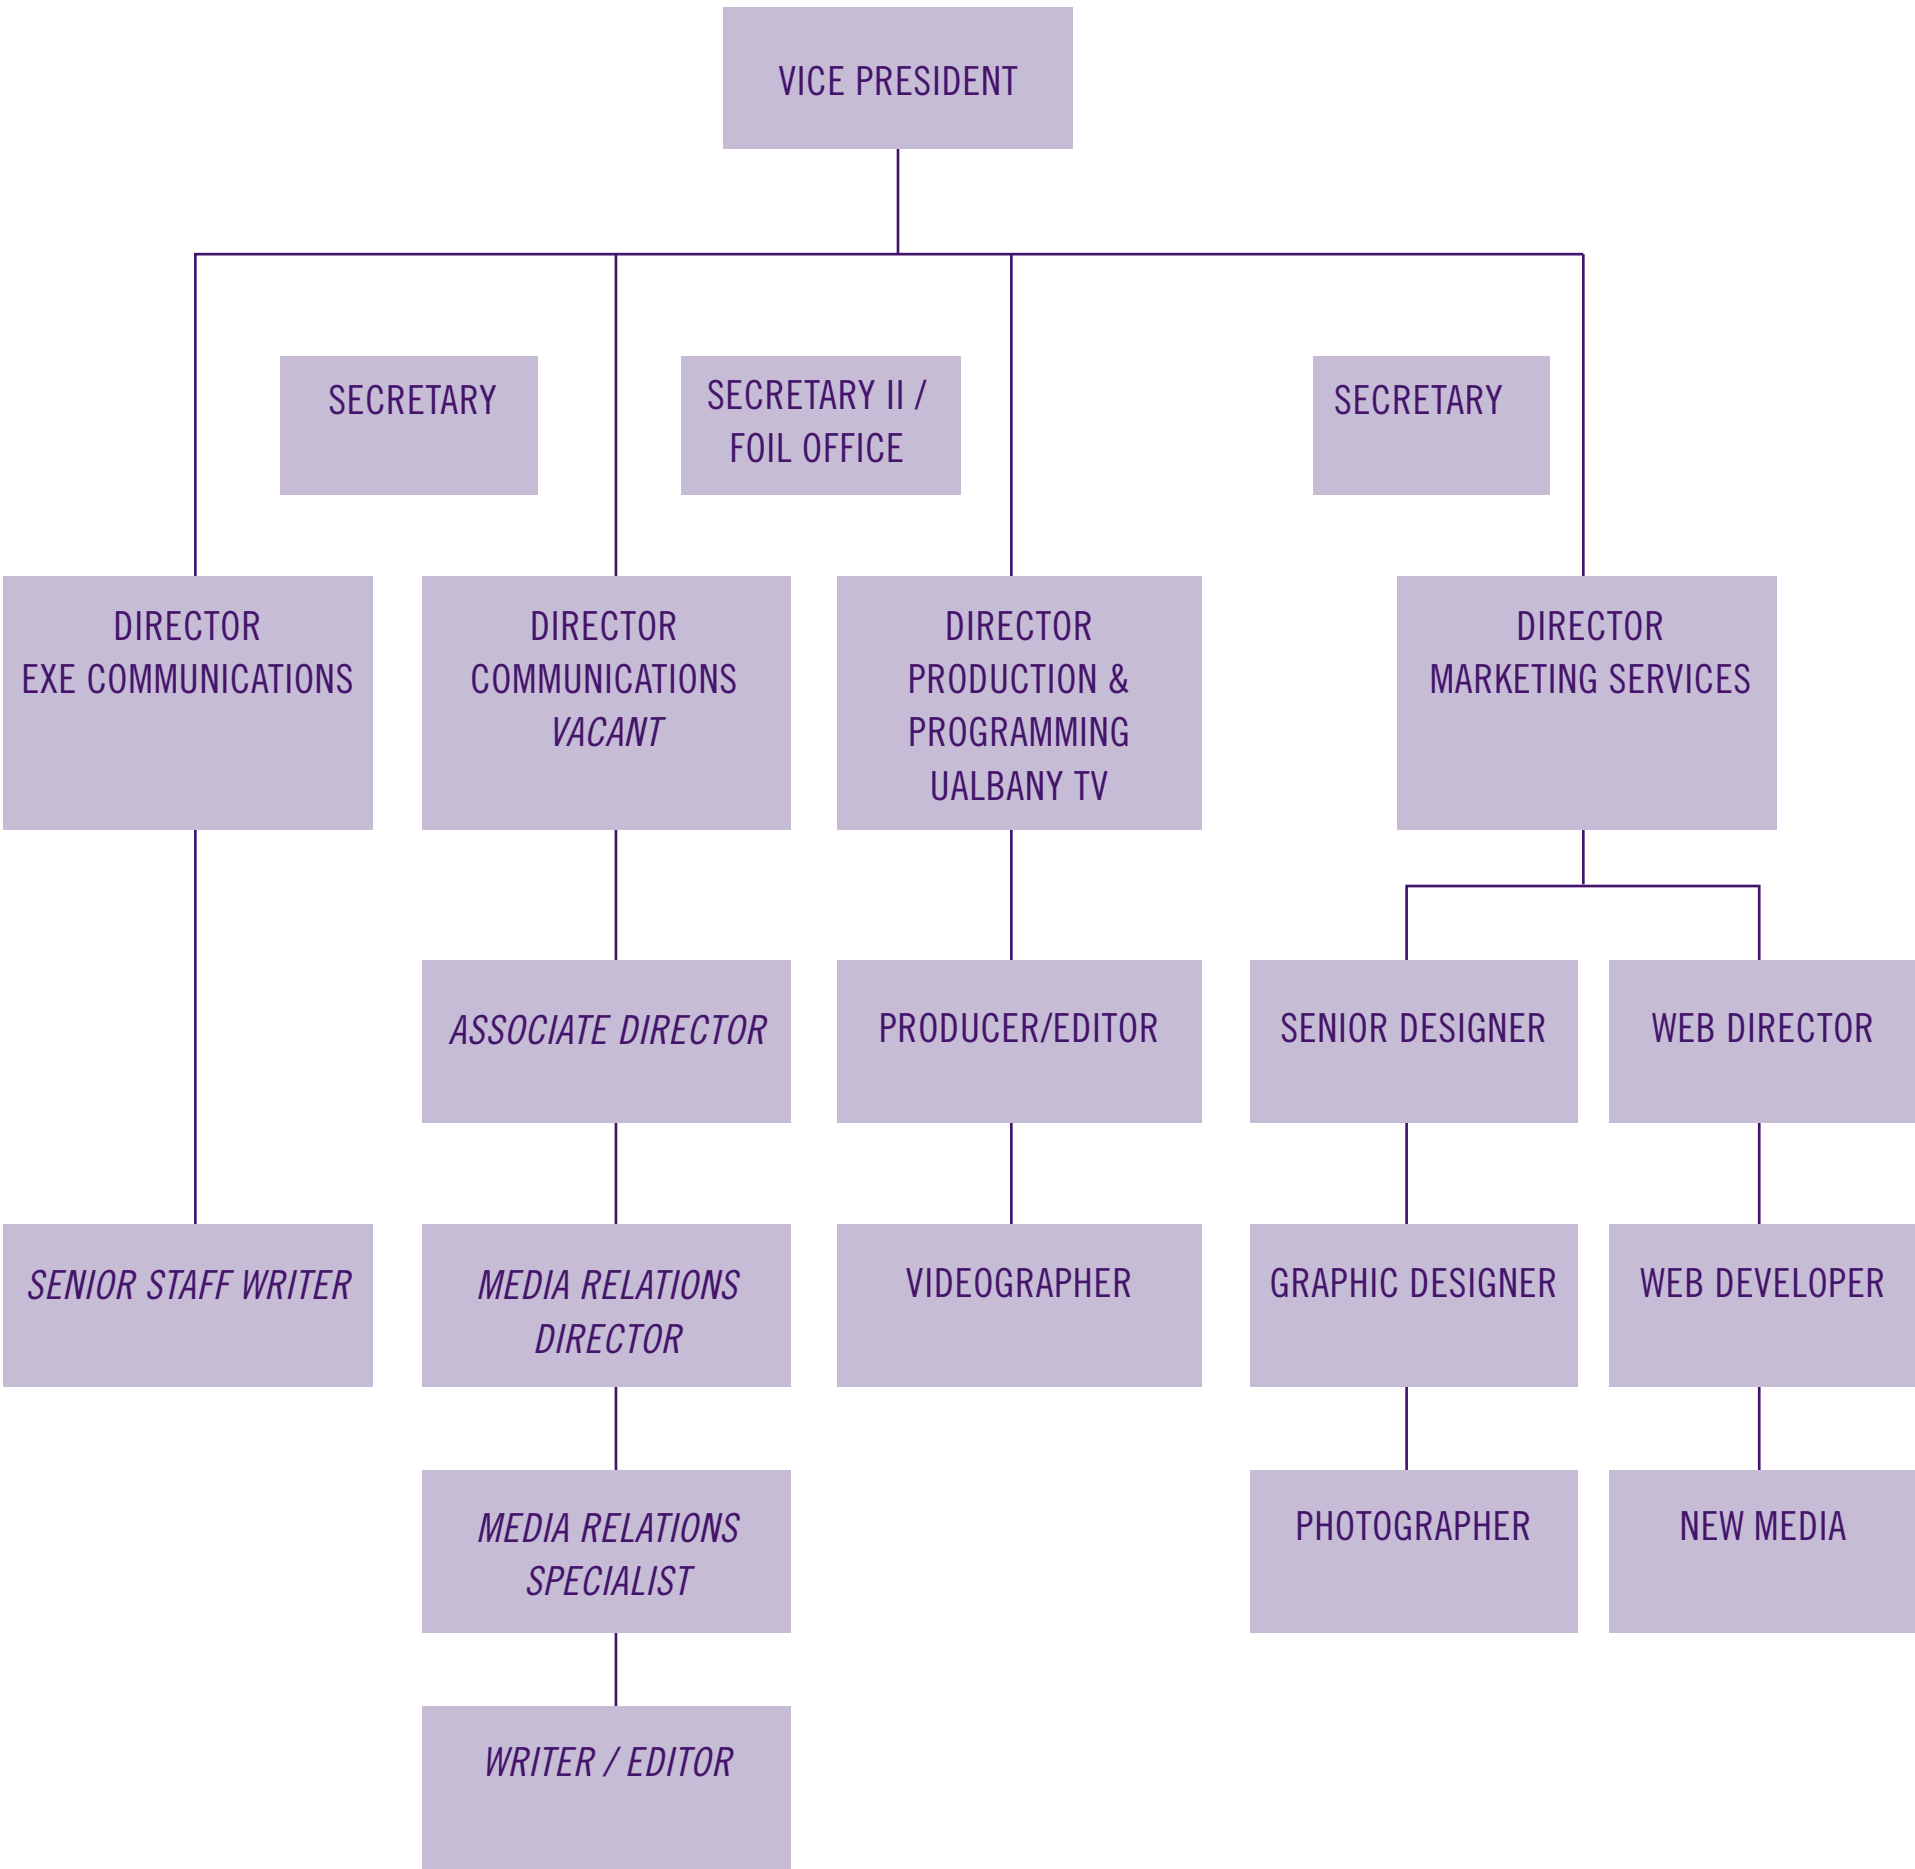 VICE PRESIDENT
SECRETARY
SECRETARY II /
FOIL OFFICE
SECRETARY
DIRECTOR
EXE COMMUNICATIONS
DIRECTOR
COMMUNICATIONS
VACANT
DIRECTOR
PRODUCTION &
PROGRAMMING
UALBANY TV
DIRECTOR
MARKETING SERVICES
ASSOCIATE DIRECTOR
PRODUCER/EDITOR
SENIOR DESIGNER
WEB DIRECTOR
SENIOR STAFF WRITER
MEDIA RELATIONS
DIRECTOR
VIDEOGRAPHER
GRAPHIC DESIGNER
WEB DEVELOPER
MEDIA RELATIONS
SPECIALIST
PHOTOGRAPHER
NEW MEDIA
WRITER / EDITOR